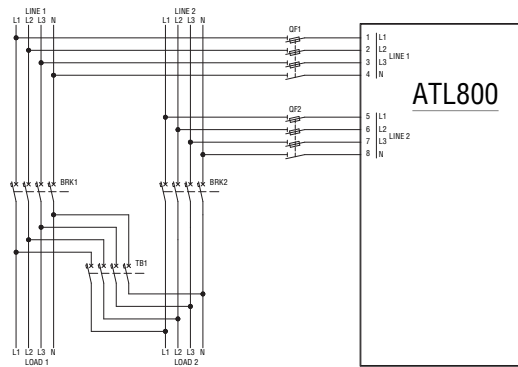 LINE 1
L1 L2 L3 N
LINE 2
L1 L2 L3 N
QF1
1 L1
2 L2
3 L3
4 N
LINE 1
ATL800
QF2
5 L1
6 L2
7 L3
8 N
LINE 2
BRK1
BRK2
TB1
L1 L2 L3 N
LOAD 1
L1 L2 L3 N
LOAD 2